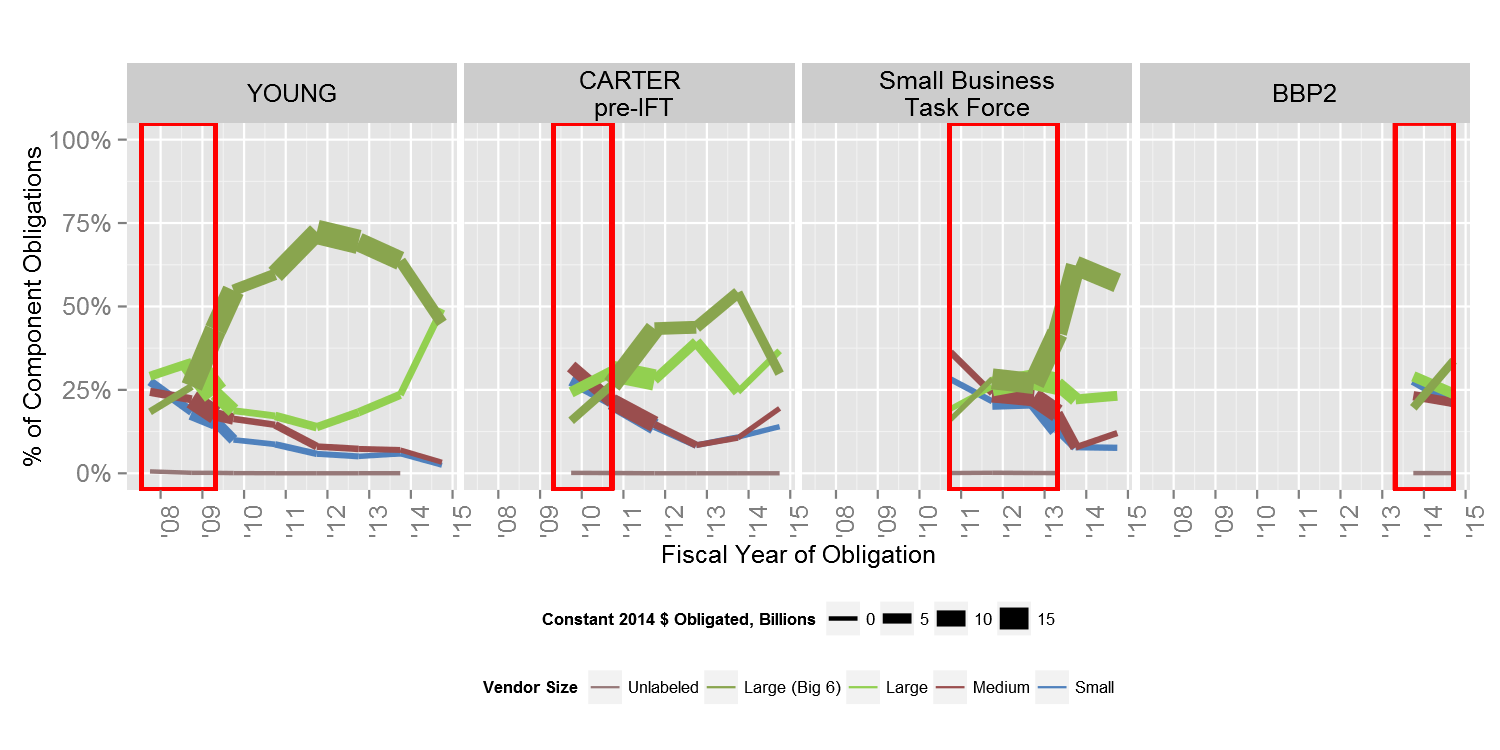 YOUNG
CARTER
pre-IFT
Small Business
Task Force
BBP2
% of Component Obligations
100%
75%
50%
25%
0%
'08 '09 '10 '11 '12 '13 '14 '15
'08 '09 '10 '11 '12 '13 '14 '15
'08 '09 '10 '11 '12 '13 '14 '15
'08 '09 '10 '11 '12 '13 '14 '15
Fiscal Year of Obligation
Constant 2014 $ Obligated, Billions 0 5 10 15
Vendor Size Unlabeled Large (Big 6) Large Medium Small